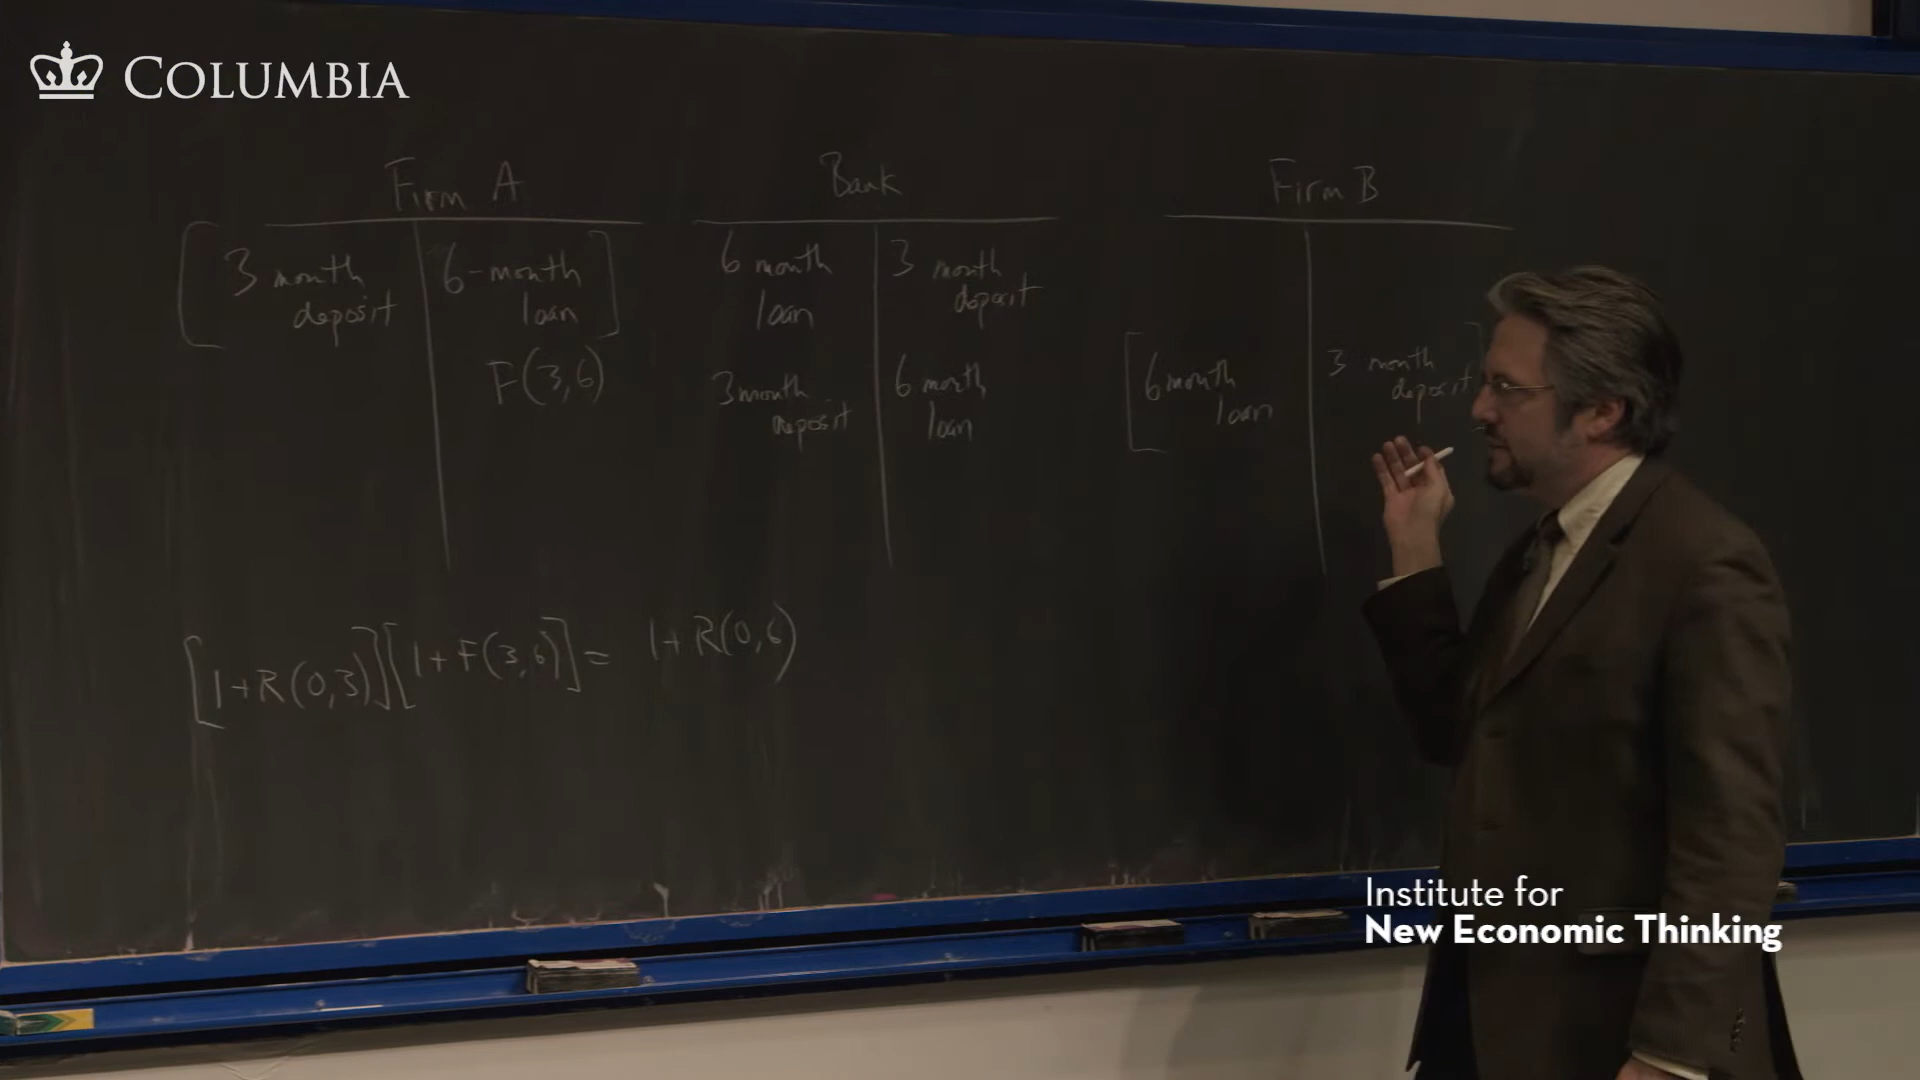 COLUMBIA
Firm A
3 month
deposit
6-month
loan
F(3,6)
Bank
6 month
loan
3 month
deposit
3 month
deposit
6 month
loan
Firm B
6 month
loan
3 month
deposit
[1+R(0,3)][1+F(3,6)] = 1+R(0,6)
Institute for
New Economic Thinking